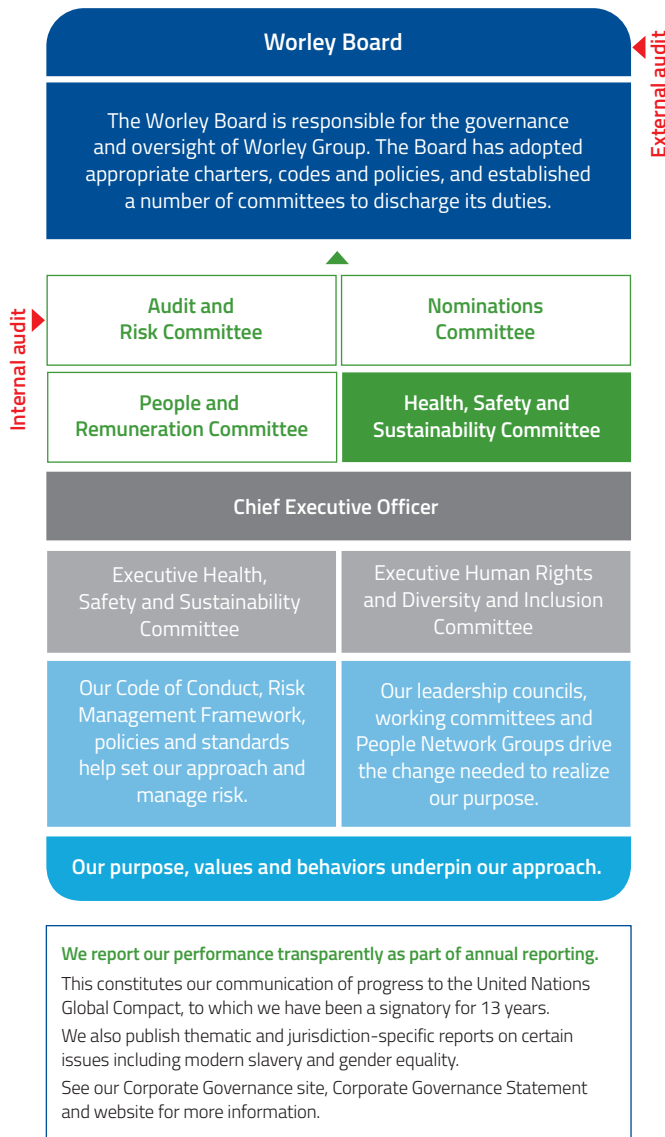 Worley Board
External audit
The Worley Board is responsible for the governance
and oversight of Worley Group. The Board has adopted
appropriate charters, codes and policies, and established
a number of committees to discharge its duties.
Internal audit
Audit and
Risk Committee
Nominations
Committee
People and
Remuneration Committee
Health, Safety and
Sustainability Committee
Chief Executive Officer
Executive Health,
Safety and Sustainability
Committee
Executive Human Rights
and Diversity and Inclusion
Committee
Our Code of Conduct, Risk
Management Framework,
policies and standards
help set our approach and
manage risk.
Our leadership councils,
working committees and
People Network Groups drive
the change needed to realize
our purpose.
Our purpose, values and behaviors underpin our approach.
We report our performance transparently as part of annual reporting.
This constitutes our communication of progress to the United Nations
Global Compact, to which we have been a signatory for 13 years.
We also publish thematic and jurisdiction-specific reports on certain
issues including modern slavery and gender equality.
See our Corporate Governance site, Corporate Governance Statement
and website for more information.